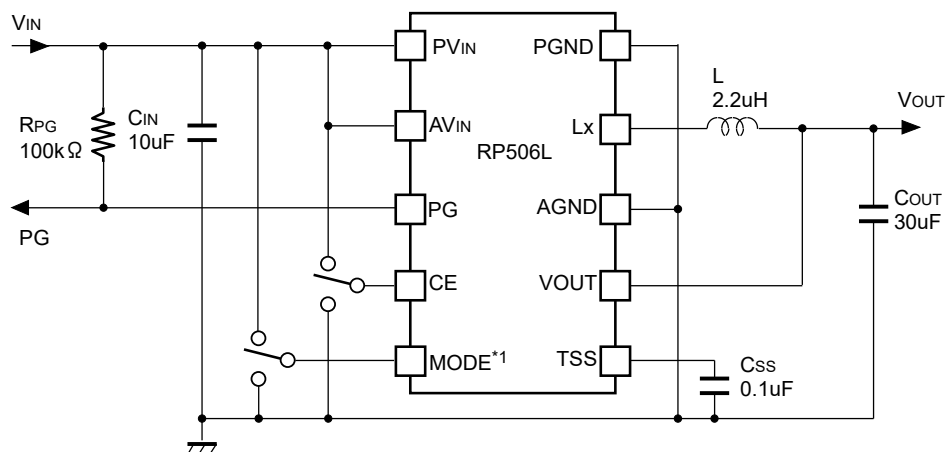 VIN
RPG
100kΩ
CIN
10uF
PG
PVIN
AVIN
PG
CE
MODE*1
RP506L
PGND
Lx
AGND
VOUT
TSS
L
2.2uH
VOUT
COUT
30uF
CSS
0.1uF